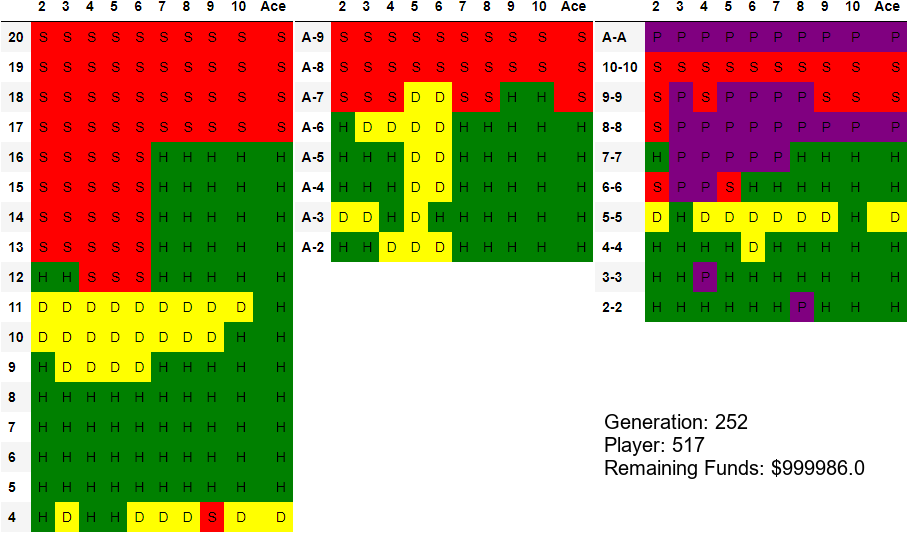 2 3 4 5 6 7 8 9 10 Ace 2 3 4 5 6 7 8 9 10 Ace 2 3 4 5 6 7 8 9 10 Ace
20 S S S S S S S S S S A-9 S S S S S S S S S S A-A P P P P P P P P P P
19 S S S S S S S S S S A-8 S S S S S S S S S S 10-10 S S S S S S S S S S
18 S S S S S S S S S S A-7 S S S D D S S H H S 9-9 S P S P P P P S S S
17 S S S S S S S S S S A-6 H D D D D H H H H H 8-8 S P P P P P P P P P
16 S S S S S H H H H H A-5 H H H D D H H H H H 7-7 H P P P P P H H H H
15 S S S S S H H H H H A-4 H H H D D H H H H H 6-6 S P P S H H H H H H
14 S S S S S H H H H H A-3 D D H D H H H H H H 5-5 D H D D D D D D H D
13 S S S S S H H H H H A-2 H H D D D H H H H H 4-4 H H H H D H H H H H
12 H H S S S H H H H H 3-3 H H P H H H H H H H
11 D D D D D D D D D H 2-2 H H H H H H P H H H
10 D D D D D D D D H H
9 H D D D D H H H H H
8 H H H H H H H H H H
7 H H H H H H H H H H
6 H H H H H H H H H H
5 H H H H H H H H H H
4 H D H H D D D S D D
Generation: 252
Player: 517
Remaining Funds: $999986.0